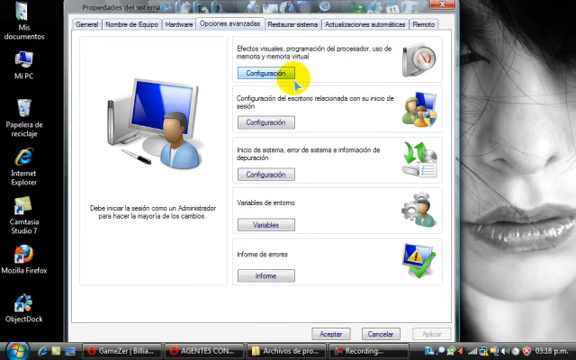 Propiedades del sistema
General
Nombre de Equipo
Hardware
Opciones avanzadas
Restaurar sistema
Actualizaciones automáticas
Remoto
Mis documentos
Mi PC
Papelera de reciclaje
Internet Explorer
Camtasia Studio 7
Mozilla Firefox
ObjectDock
Debe iniciar la sesión como un Administrador
para hacer la mayoría de los cambios.
Efectos visuales, programación del procesador, uso de
memoria y memoria virtual
Configuración
Configuración del escritorio relacionada con su inicio de
sesión
Configuración
Inicio de sistema, error de sistema e información de
depuración
Configuración
Variables de entorno
Variables
Informe de errores
Informe
Aceptar
Cancelar
Aplicar
GameZer | Billia...
AGENTES CON...
Archivos de pro...
Recording...
03:18 p.m.